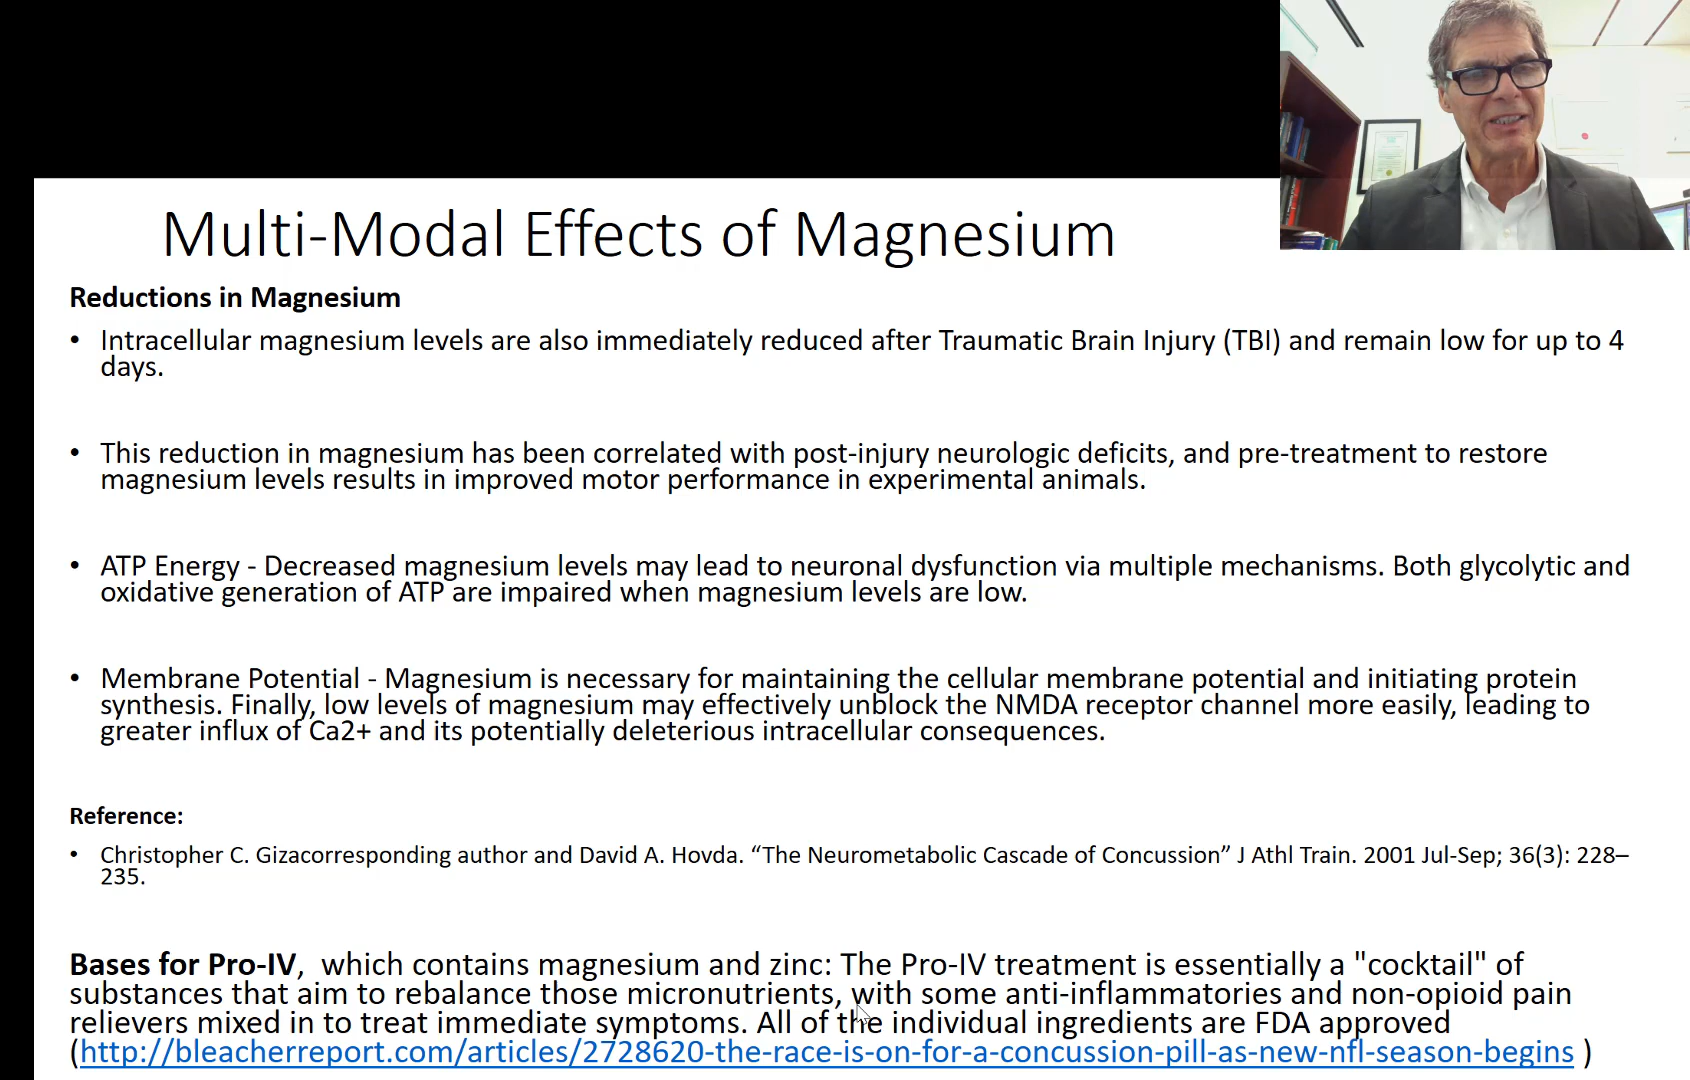 Multi-Modal Effects of Magnesium
Reductions in Magnesium
• Intracellular magnesium levels are also immediately reduced after Traumatic Brain Injury (TBI) and remain low for up to 4
days.
• This reduction in magnesium has been correlated with post-injury neurologic deficits, and pre-treatment to restore
magnesium levels results in improved motor performance in experimental animals.
• ATP Energy - Decreased magnesium levels may lead to neuronal dysfunction via multiple mechanisms. Both glycolytic and
oxidative generation of ATP are impaired when magnesium levels are low.
• Membrane Potential - Magnesium is necessary for maintaining the cellular membrane potential and initiating protein
synthesis. Finally, low levels of magnesium may effectively unblock the NMDA receptor channel more easily, leading to
greater influx of Ca2+ and its potentially deleterious intracellular consequences.
Reference:
• Christopher C. Gizacorresponding author and David A. Hovda. “The Neurometabolic Cascade of Concussion” J Athl Train. 2001 Jul-Sep; 36(3): 228–
235.
Bases for Pro-IV,  which contains magnesium and zinc: The Pro-IV treatment is essentially a "cocktail" of
substances that aim to rebalance those micronutrients, with some anti-inflammatories and non-opioid pain
relievers mixed in to treat immediate symptoms. All of the individual ingredients are FDA approved
(http://bleacherreport.com/articles/2728620-the-race-is-on-for-a-concussion-pill-as-new-nfl-season-begins )